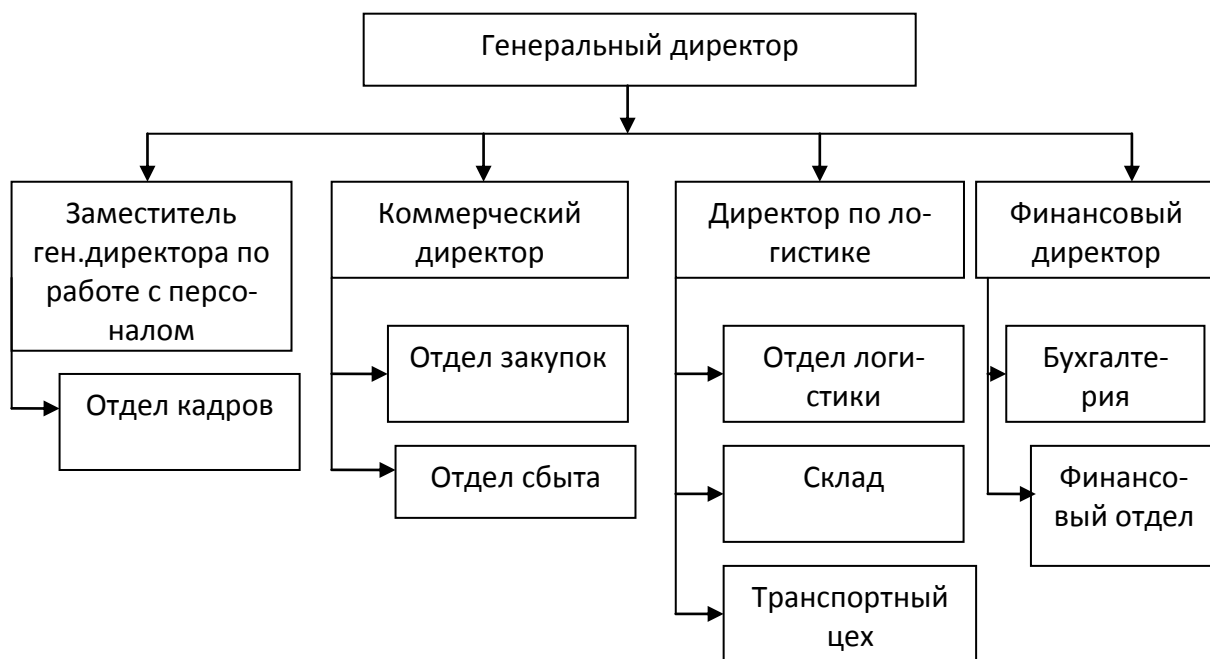 Генеральный директор
Заместитель
ген.директора по
работе с персо-
налом
Коммерческий
директор
Директор по ло-
гистике
Финансовый
директор
Отдел кадров
Отдел закупок
Отдел сбыта
Отдел логи-
стики
Склад
Транспортный
цех
Бухгалте-
рия
Финансо-
вый отдел